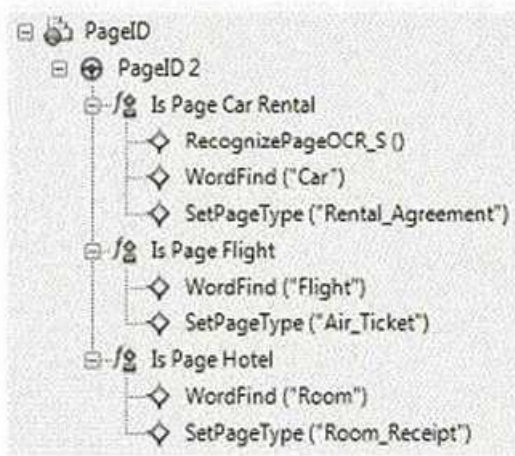 PageID
PageID 2
Is Page Car Rental
RecognizePageOCR_S ()
WordFind ("Car")
SetPageType ("Rental_Agreement")
Is Page Flight
WordFind ("Flight")
SetPageType ("Air_Ticket")
Is Page Hotel
WordFind ("Room")
SetPageType ("Room_Receipt")